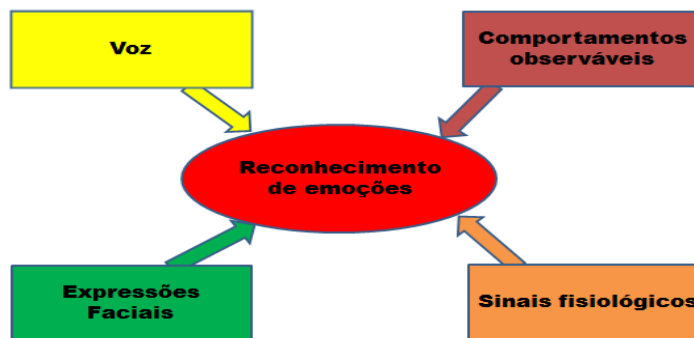 Voz
Comportamentos
observáveis
Reconhecimento
de emoções
Expressões
Faciais
Sinais fisiológicos